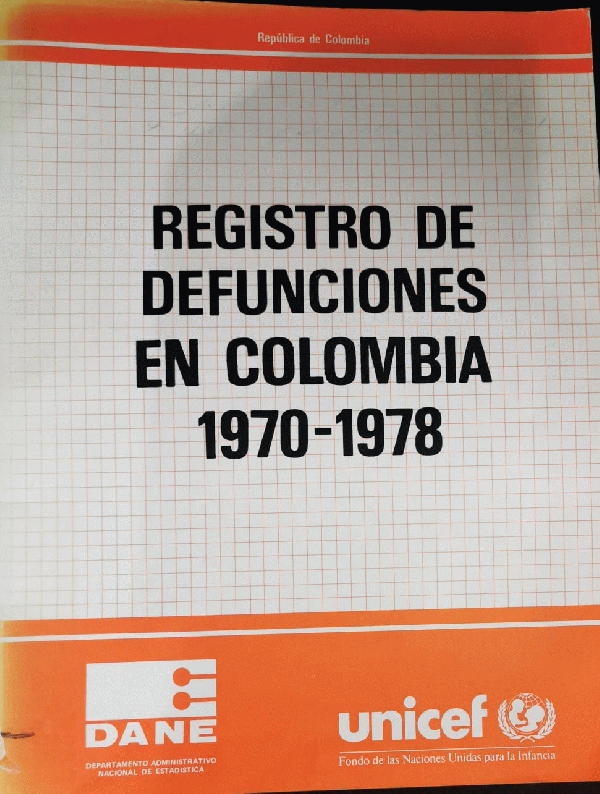 República de Colombia
REGISTRO DE
DEFUNCIONES
EN COLOMBIA
1970-1978
DANE
DEPARTAMENTO ADMINISTRATIVO
NACIONAL DE ESTADISTICA
unicef
Fondo de las Naciones Unidas para la Infancia